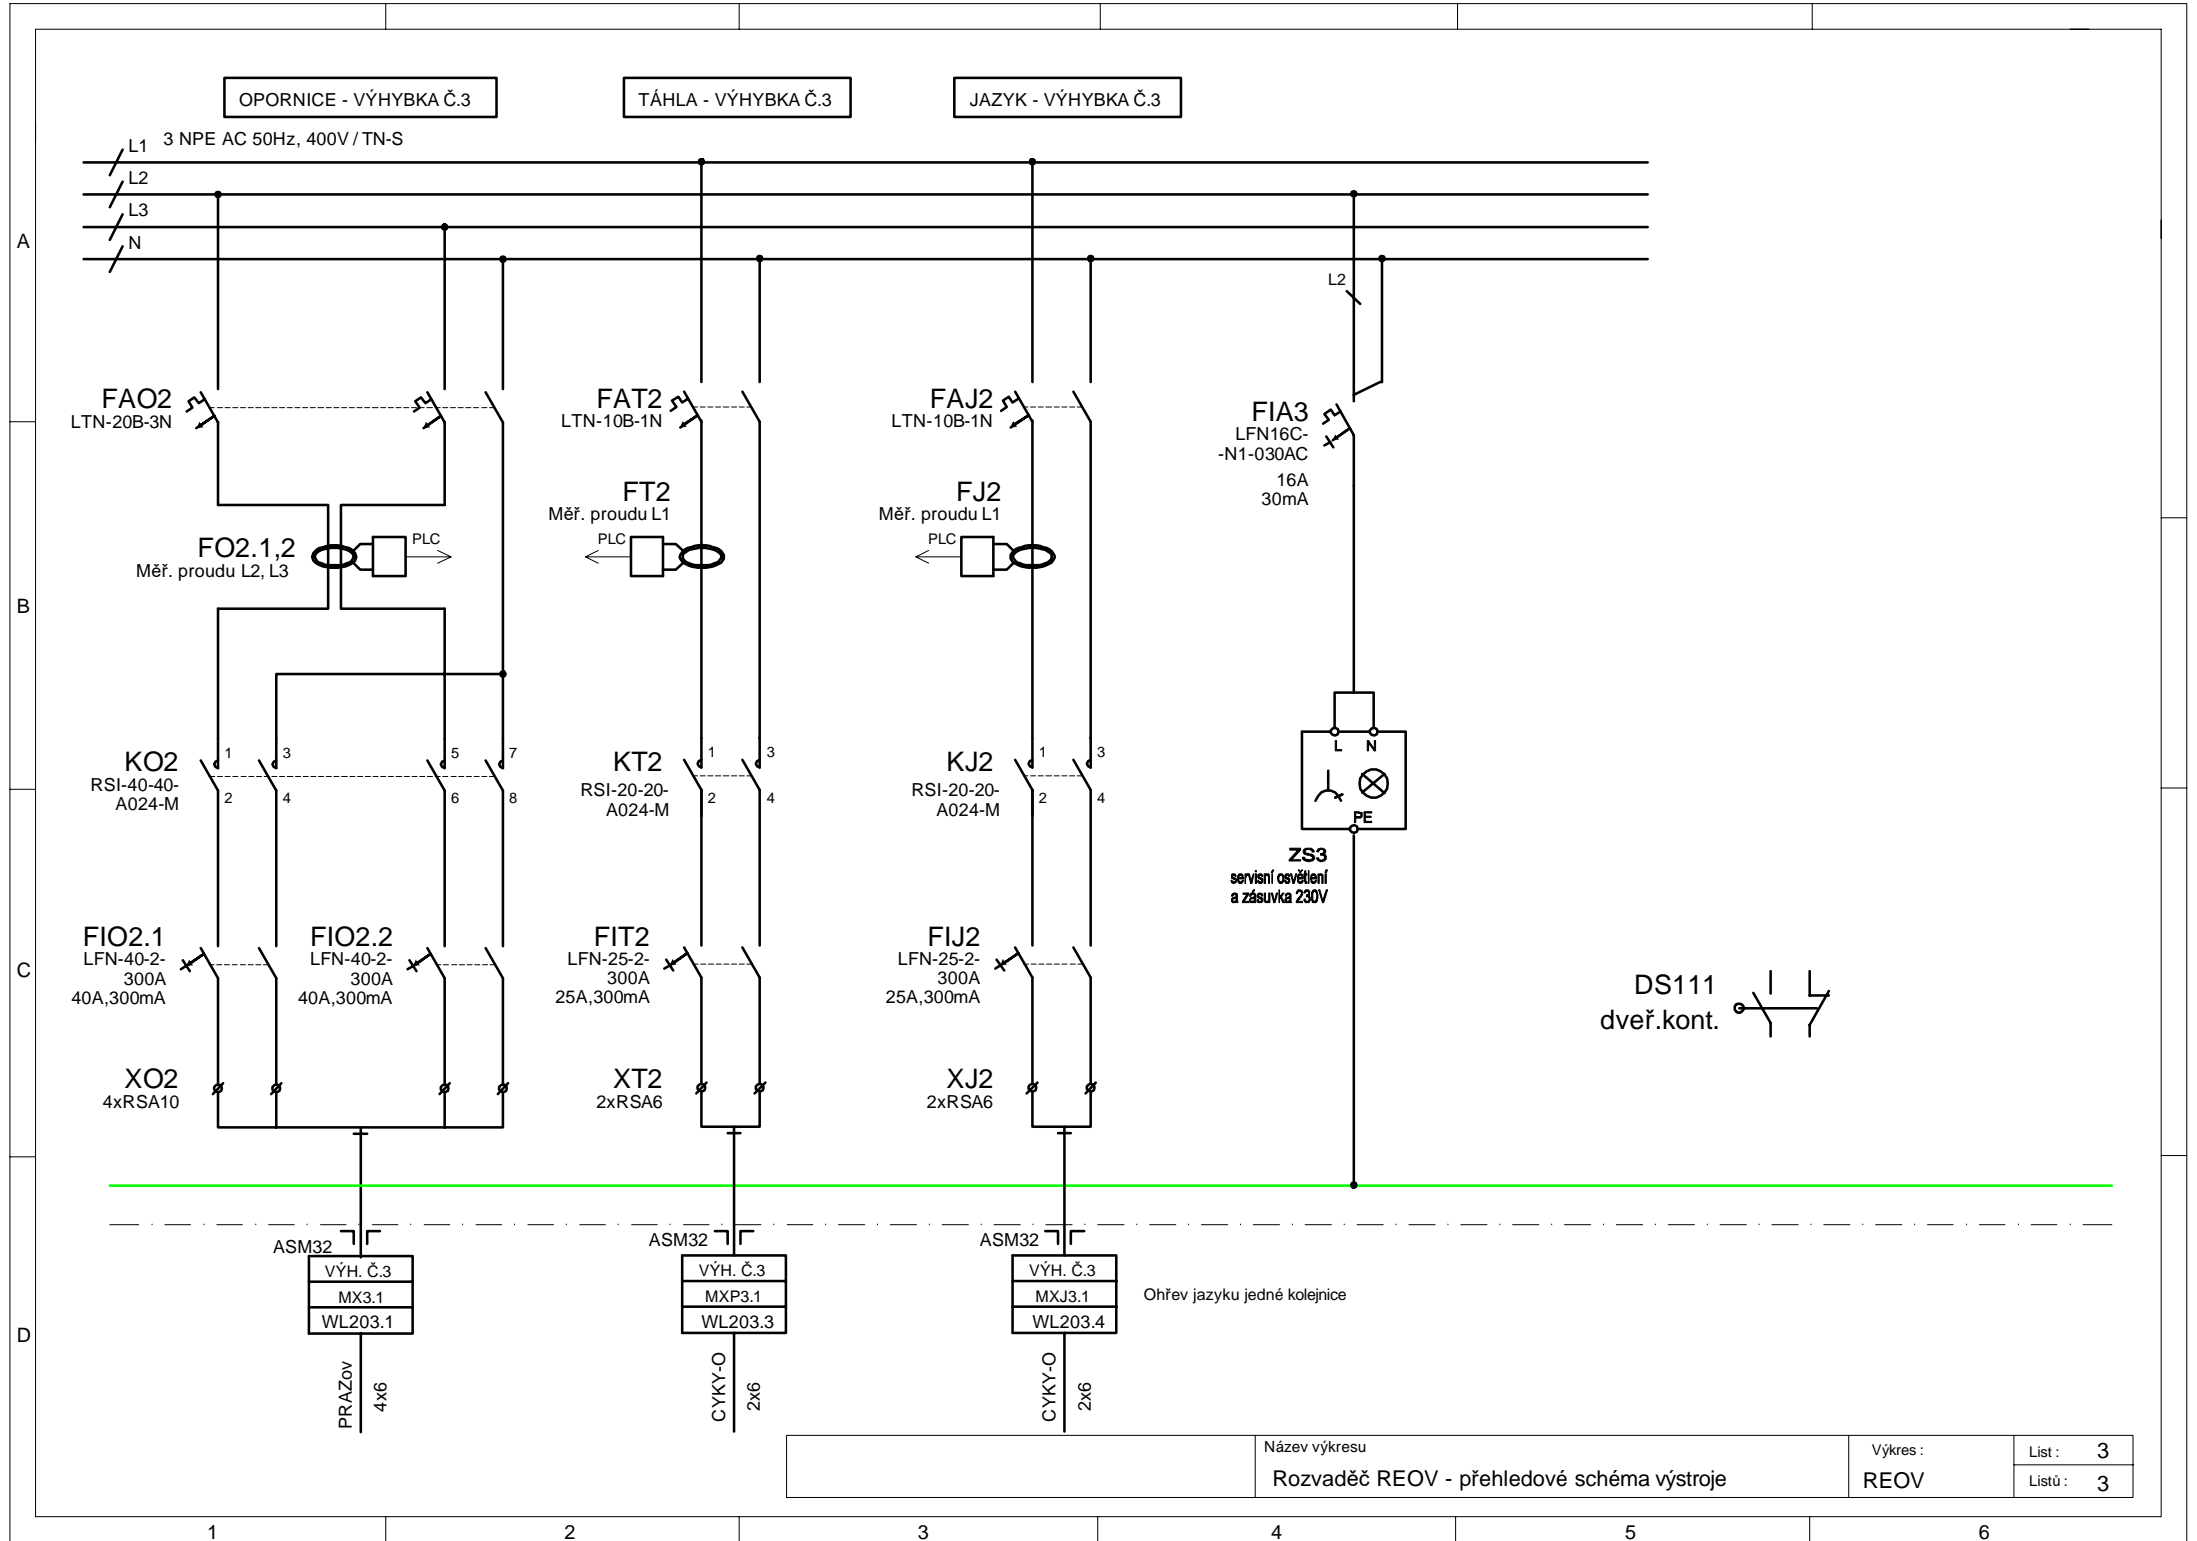 OPORNICE - VÝHYBKA Č.3
TÁHLA - VÝHYBKA Č.3
JAZYK - VÝHYBKA Č.3
3 NPE AC 50Hz, 400V / TN-S
L1
L2
L3
N
A
B
C
D
L2
FAO2
LTN-20B-3N
FAT2
LTN-10B-1N
FAJ2
LTN-10B-1N
FIA3
LFN16C-
-N1-030AC
16A
30mA
FO2.1,2
Měř. proudu L2, L3
PLC
FT2
Měř. proudu L1
PLC
FJ2
Měř. proudu L1
PLC
KO2
RSI-40-40-
A024-M
1
2
3
4
5
6
7
8
KT2
RSI-20-20-
A024-M
1
2
3
4
KJ2
RSI-20-20-
A024-M
1
2
3
4
L N
PE
ZS3
servisní osvětlení
a zásuvka 230V
FIO2.1
LFN-40-2-
300A
40A,300mA
FIO2.2
LFN-40-2-
300A
40A,300mA
FIT2
LFN-25-2-
300A
25A,300mA
FIJ2
LFN-25-2-
300A
25A,300mA
DS111
dveř.kont.
XO2
4xRSA10
XT2
2xRSA6
XJ2
2xRSA6
ASM32
VÝH. Č.3
MX3.1
WL203.1
PRAZov
4x6
ASM32
VÝH. Č.3
MXP3.1
WL203.3
CYKY-O
2x6
ASM32
VÝH. Č.3
MXJ3.1
WL203.4
CYKY-O
2x6
Ohřev jazyku jedné kolejnice
Název výkresu
Rozvaděč REOV - přehledové schéma výstroje
Výkres :
REOV
List : 3
Listů : 3
1 2 3 4 5 6